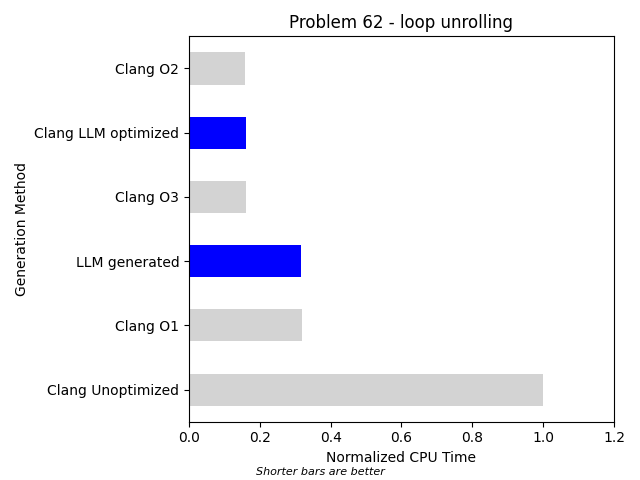 Problem 62 - loop unrolling
Generation Method
Clang O2
Clang LLM optimized
Clang O3
LLM generated
Clang O1
Clang Unoptimized
0.0 0.2 0.4 0.6 0.8 1.0 1.2
Normalized CPU Time
Shorter bars are better